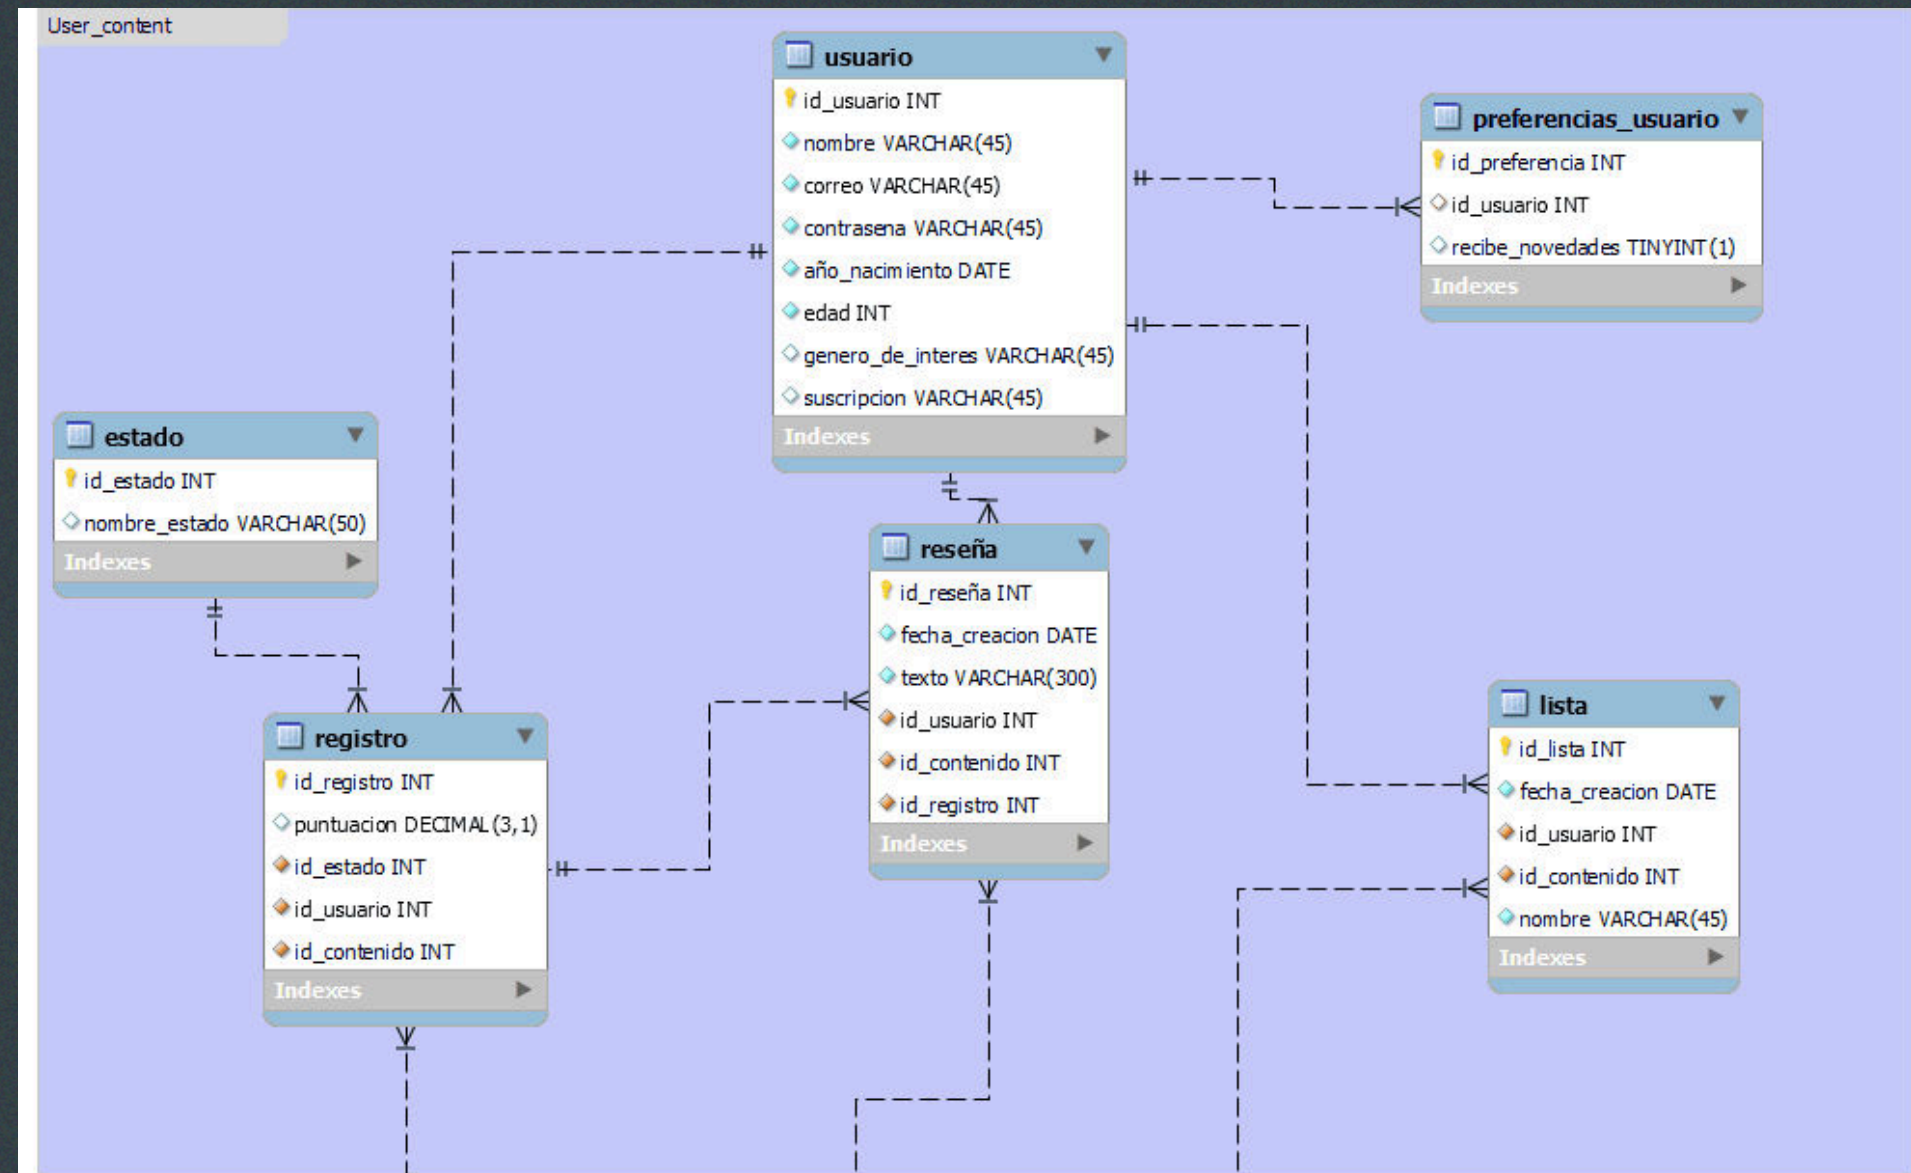 User_content
usuario
id_usuario INT
nombre VARCHAR(45)
correo VARCHAR(45)
contrasena VARCHAR(45)
año_nacimiento DATE
edad INT
genero_de_interes VARCHAR(45)
suscripcion VARCHAR(45)
Indexes
preferencias_usuario
id_preferencia INT
id_usuario INT
recibe_novedades TINYINT(1)
Indexes
estado
id_estado INT
nombre_estado VARCHAR(50)
Indexes
reseña
id_reseña INT
fecha_creacion DATE
texto VARCHAR(300)
id_usuario INT
id_contenido INT
id_registro INT
Indexes
registro
id_registro INT
puntuacion DECIMAL(3,1)
id_estado INT
id_usuario INT
id_contenido INT
Indexes
lista
id_lista INT
fecha_creacion DATE
id_usuario INT
id_contenido INT
nombre VARCHAR(45)
Indexes